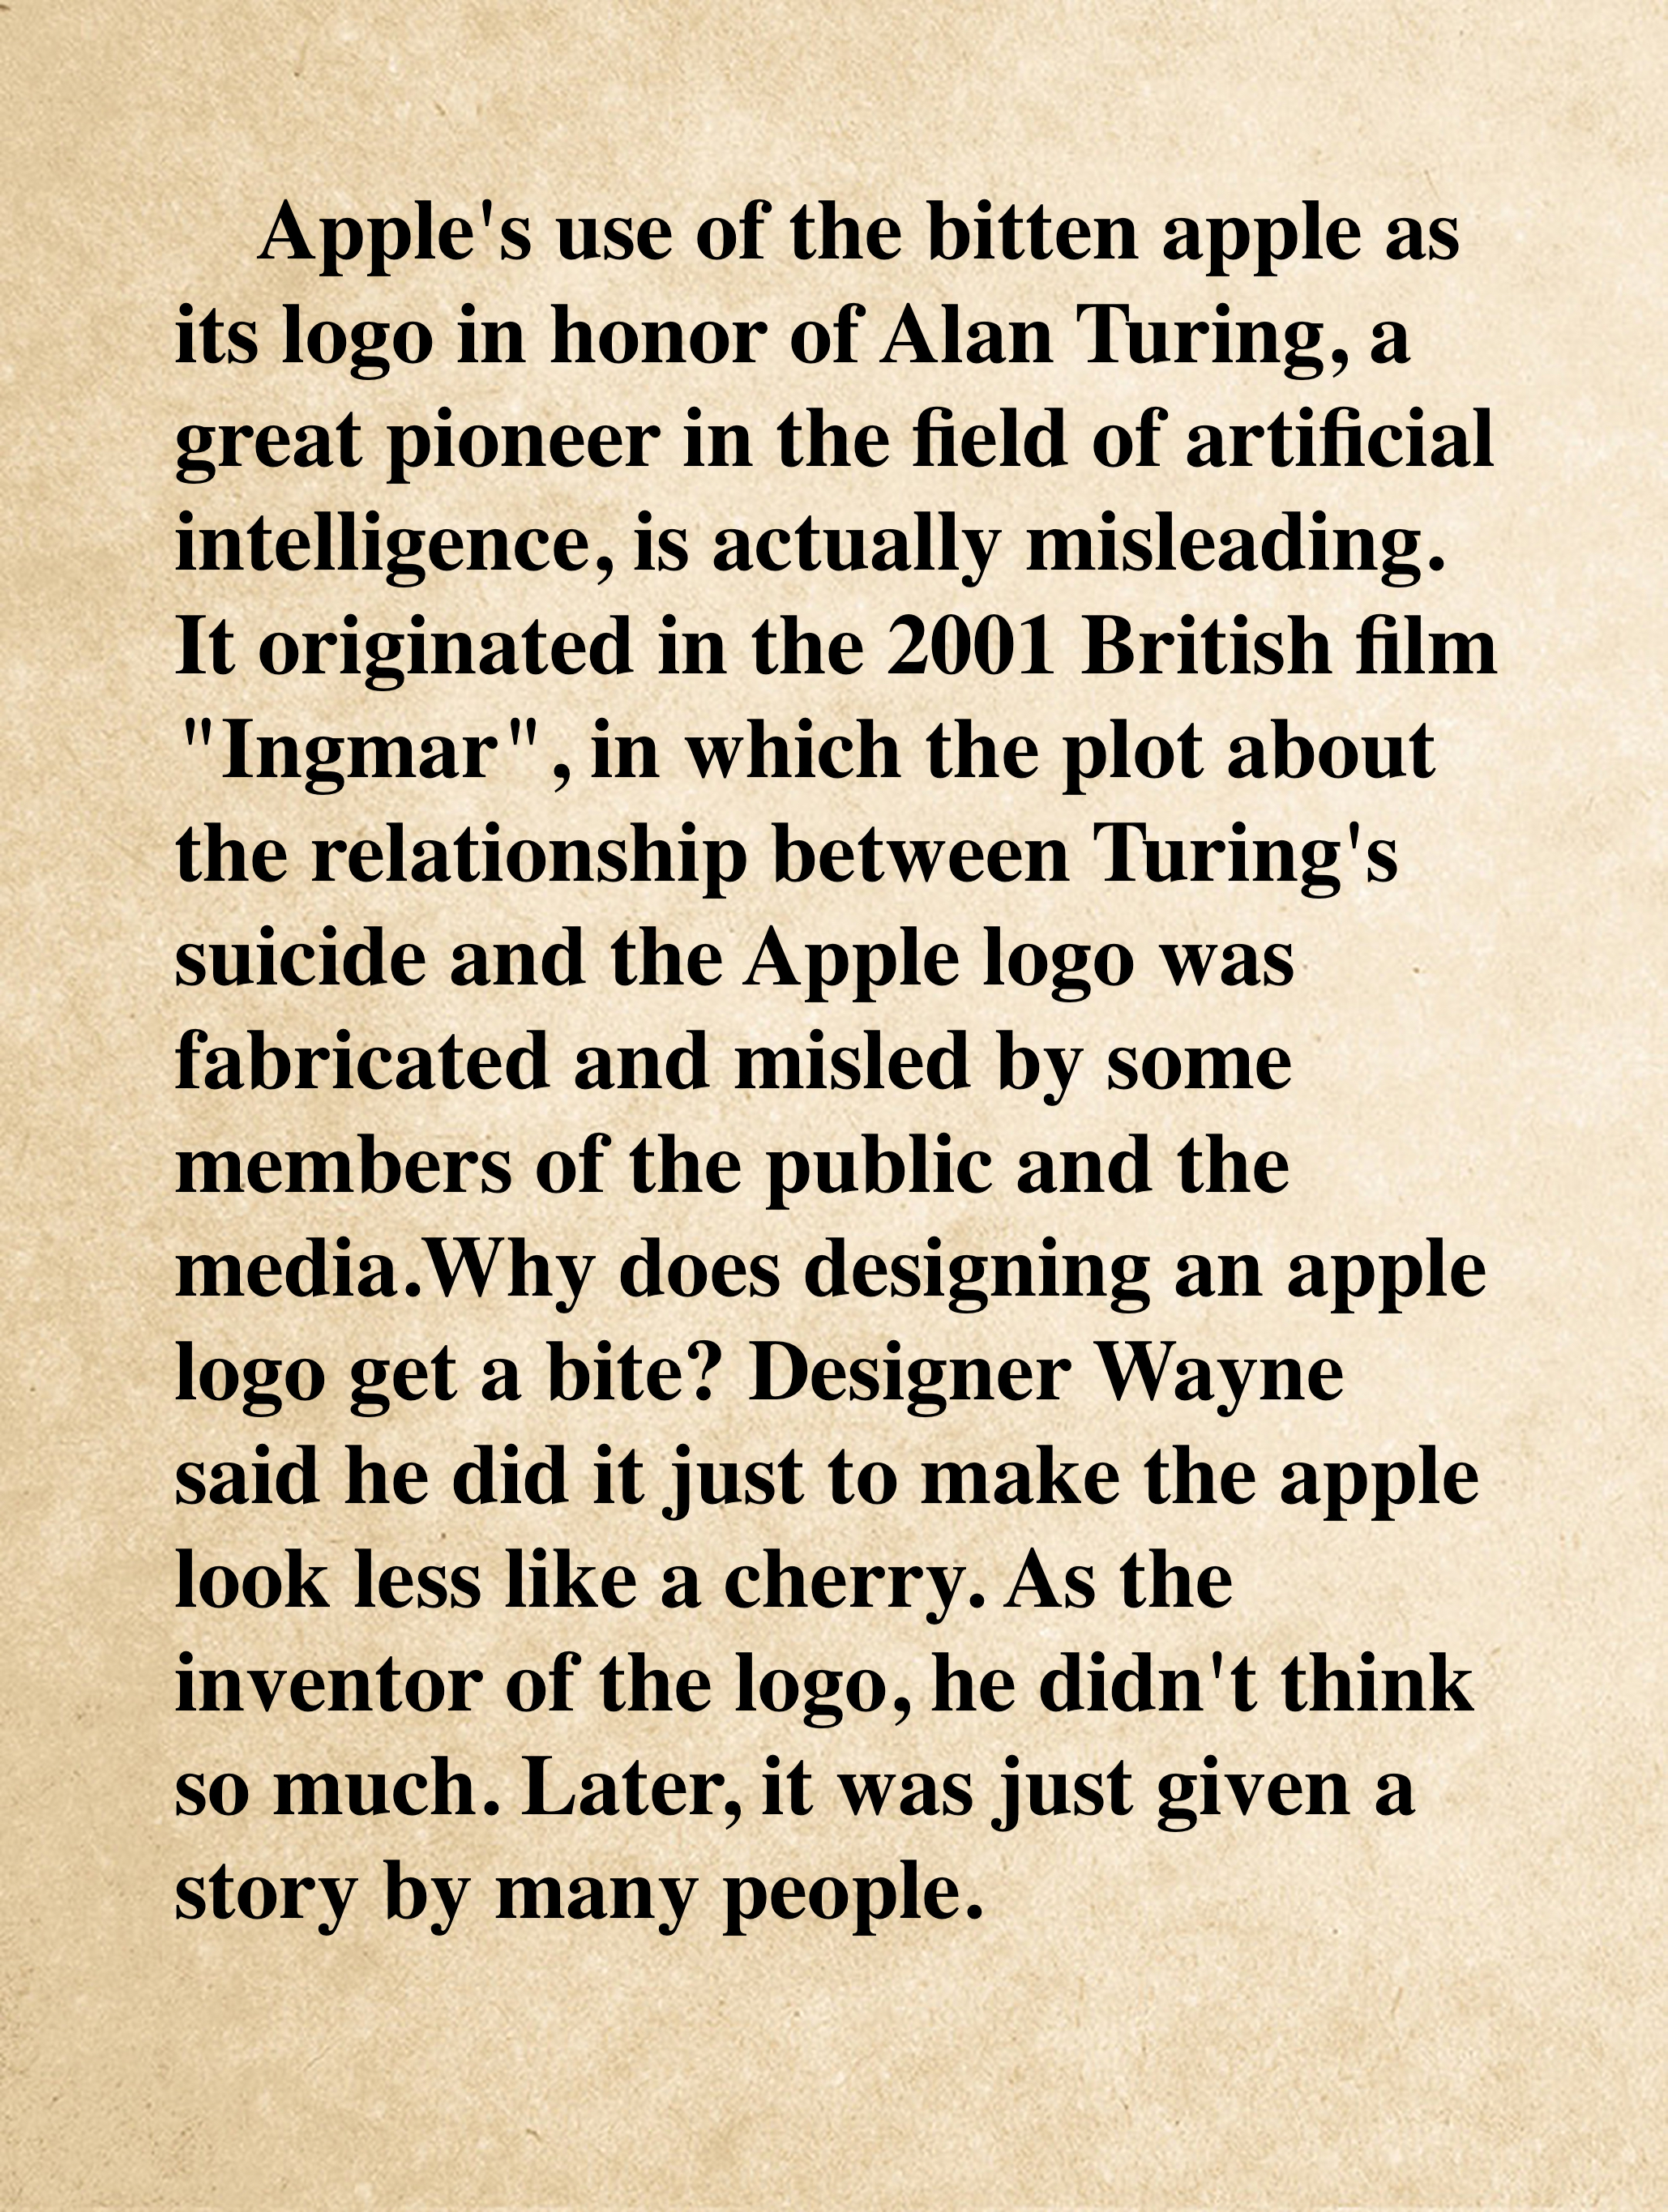 Apple's use of the bitten apple as
its logo in honor of Alan Turing, a
great pioneer in the field of artificial
intelligence, is actually misleading.
It originated in the 2001 British film
"Ingmar", in which the plot about
the relationship between Turing's
suicide and the Apple logo was
fabricated and misled by some
members of the public and the
media.Why does designing an apple
logo get a bite? Designer Wayne
said he did it just to make the apple
look less like a cherry. As the
inventor of the logo, he didn't think
so much. Later, it was just given a
story by many people.